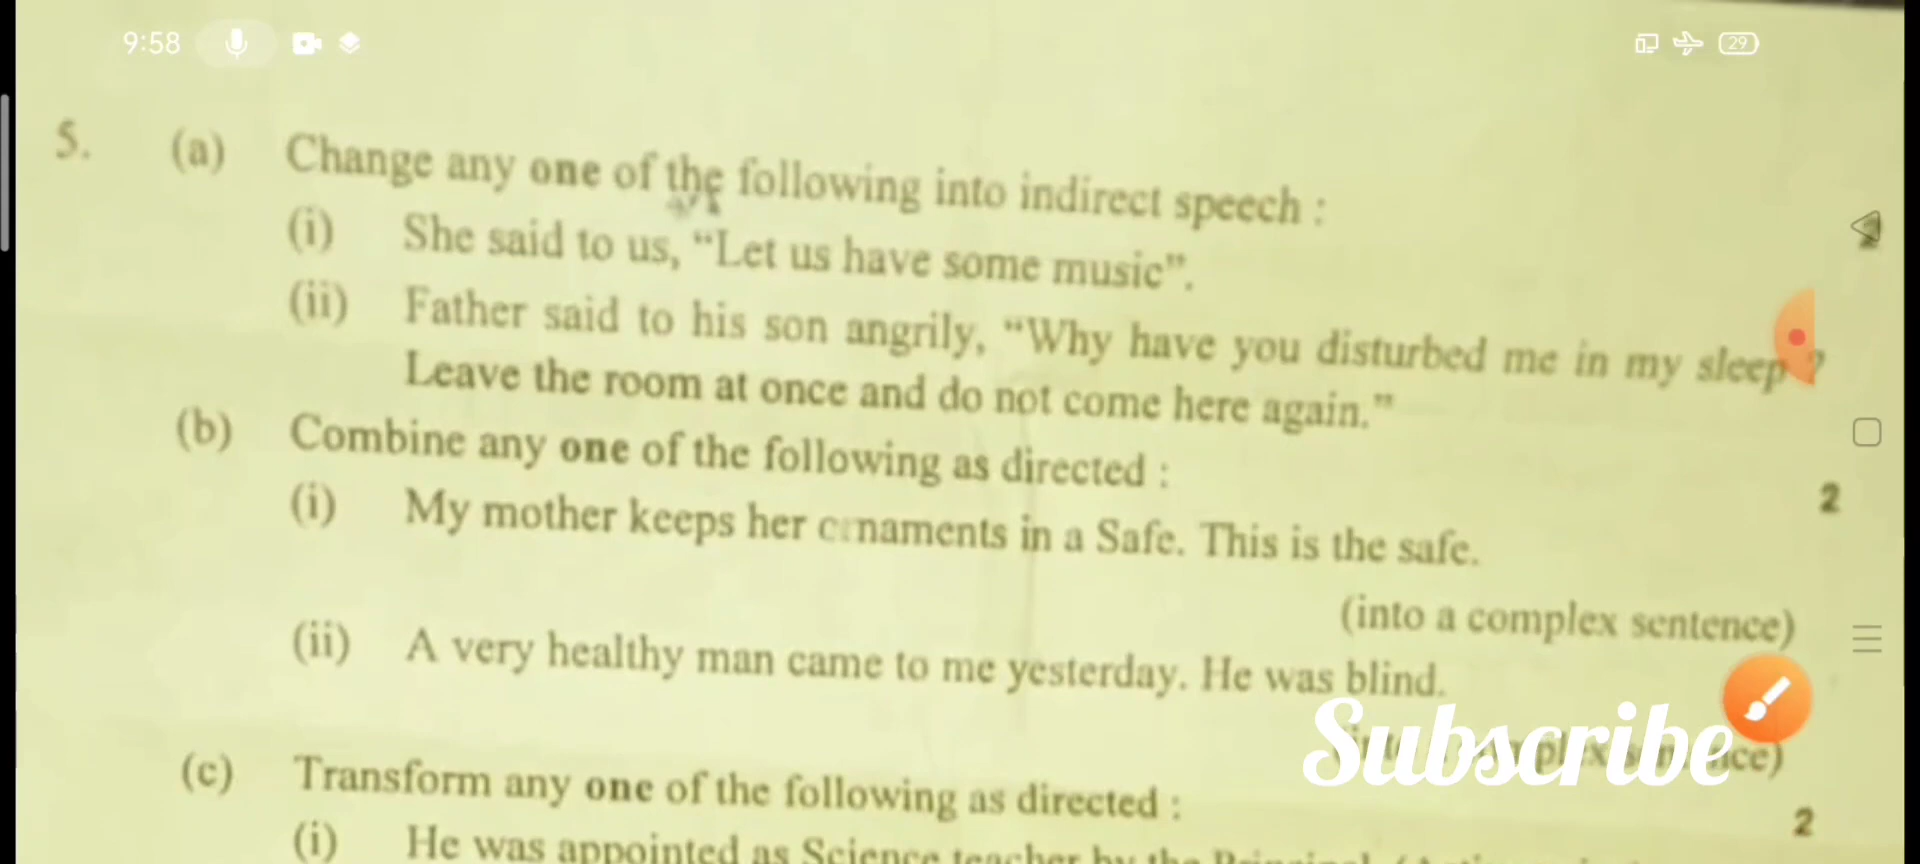 9:58
29
5. (a) Change any one of the following into indirect speech : 2
(i) She said to us, “Let us have some music”.
(ii) Father said to his son angrily, “Why have you disturbed me in my sleep ?
Leave the room at once and do not come here again.”
(b) Combine any one of the following as directed : 2
(i) My mother keeps her ornaments in a Safe. This is the safe.
(into a complex sentence)
(ii) A very healthy man came to me yesterday. He was blind.
Subscribe
(c) Transform any one of the following as directed : 2
(i) He was appointed as Science teacher by the